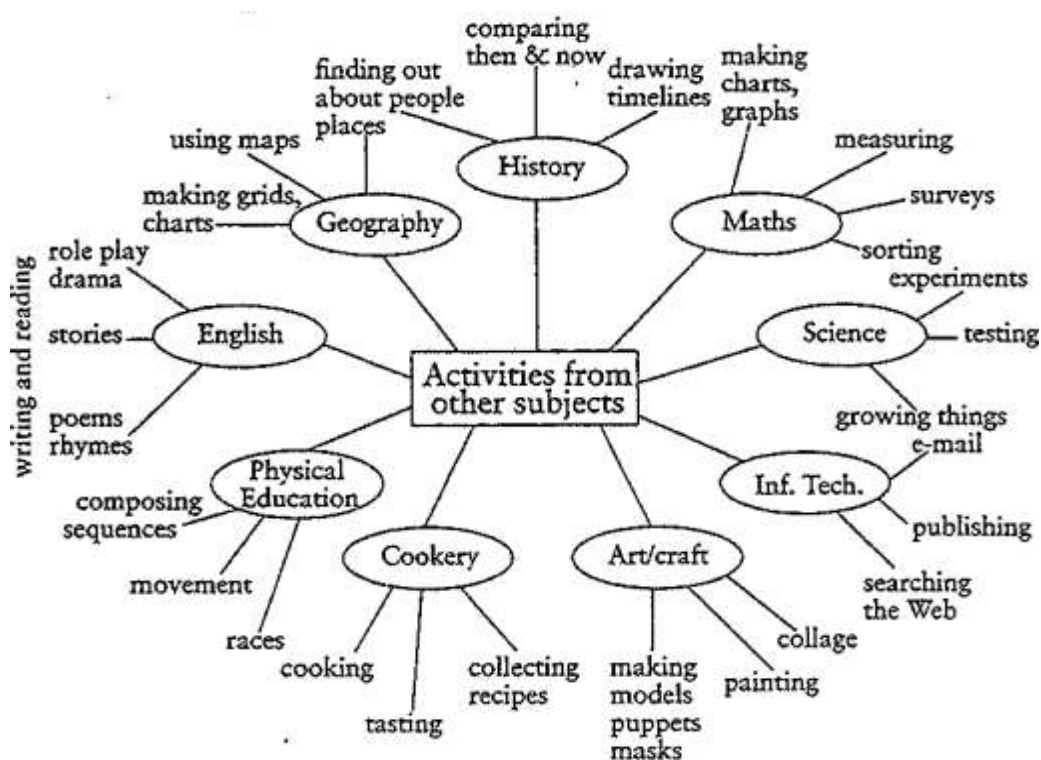 comparing
then & now
finding out
about people
places
drawing
timelines
making
charts,
graphs
using maps
History
measuring
making grids,
charts
Geography
Maths
surveys
sorting
role play
drama
experiments
writing and reading
stories
English
Science
testing
Activities from
other subjects
poems
rhymes
growing things
e-mail
Physical
Education
Inf. Tech.
composing
sequences
publishing
Cookery
Art/craft
movement
searching
the Web
races
cooking
collecting
recipes
tasting
making
models
puppets
masks
painting
collage